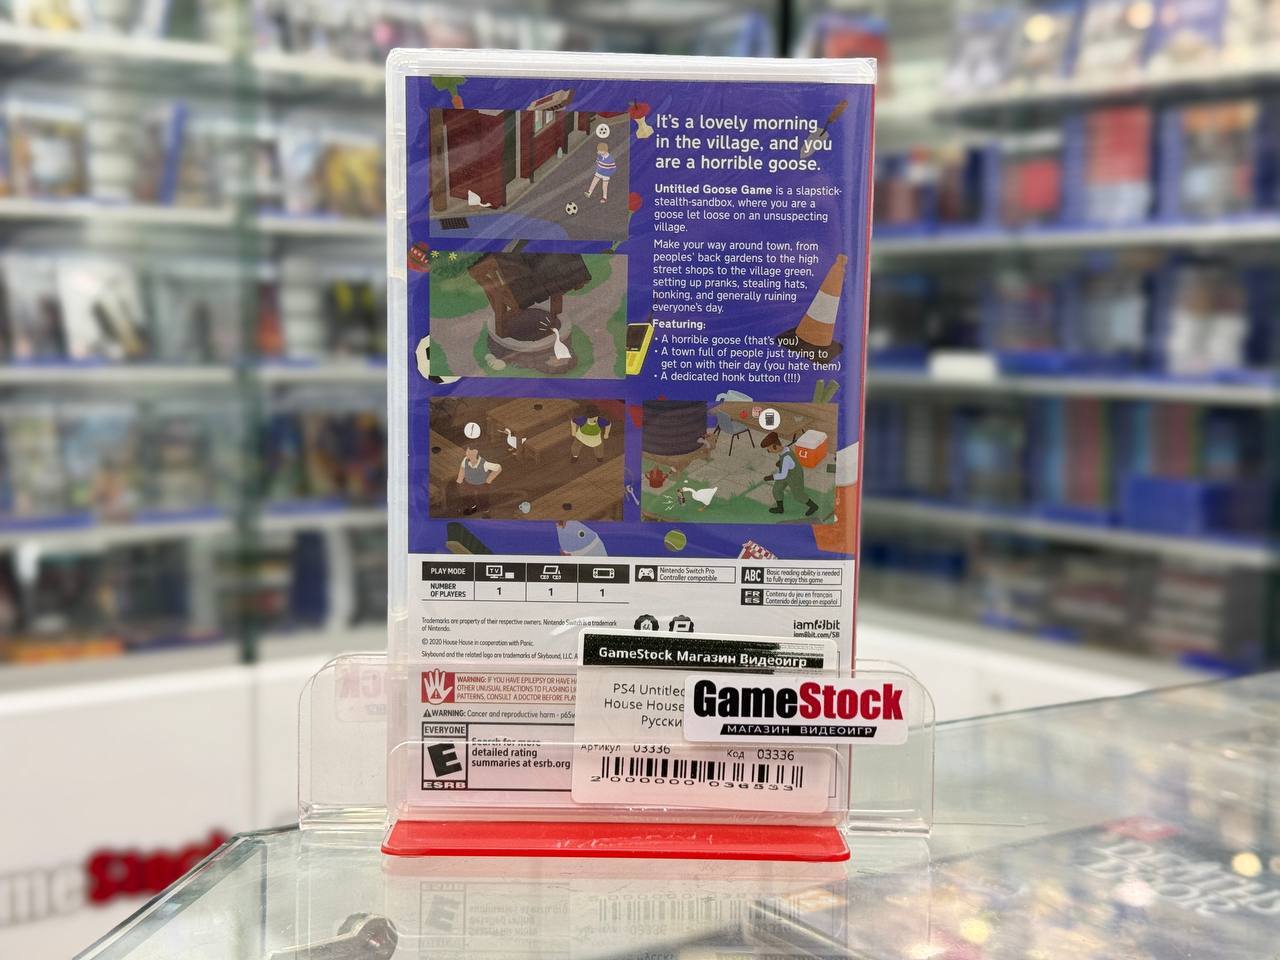 It's a lovely morning
in the village, and you
are a horrible goose.
Untitled Goose Game is a slapstick-
stealth-sandbox, where you are a
goose let loose on an unsuspecting
village.
Make your way around town, from
peoples' back gardens to the high
street shops to the village green,
setting up pranks, stealing hats,
honking, and generally ruining
everyone's day.
Featuring:
• A horrible goose (that's you)
• A town full of people just trying to
get on with their day (you hate them)
• A dedicated honk button (!!!)
PLAY MODE
TV
NUMBER
OF PLAYERS
1
1
1
Nintendo Switch Pro
Controller compatible
ABC
Basic reading ability is needed
to fully enjoy this game
FR
ES
Contenu du jeu en français
Contenido del juego en español
Trademarks are property of their respective owners. Nintendo Switch is a trademark
of Nintendo.
© 2020 House House in cooperation with Panic.
Skybound and the related logo are trademarks of Skybound, LLC.
iam8bit
iam8bit.com/SB
WARNING: IF YOU HAVE EPILEPSY OR HAVE
OTHER UNUSUAL REACTIONS TO FLASHING
PATTERNS, CONSULT A DOCTOR BEFORE
WARNING: Cancer and reproductive harm -
EVERYONE
E
ESRB
Search for more
detailed rating
summaries at esrb.org
GameStock Магазин Видеоигр
PS4
House House
Артикул 03336
Код 03336
2000000036533
GameStock
МАГАЗИН ВИДЕОИГР